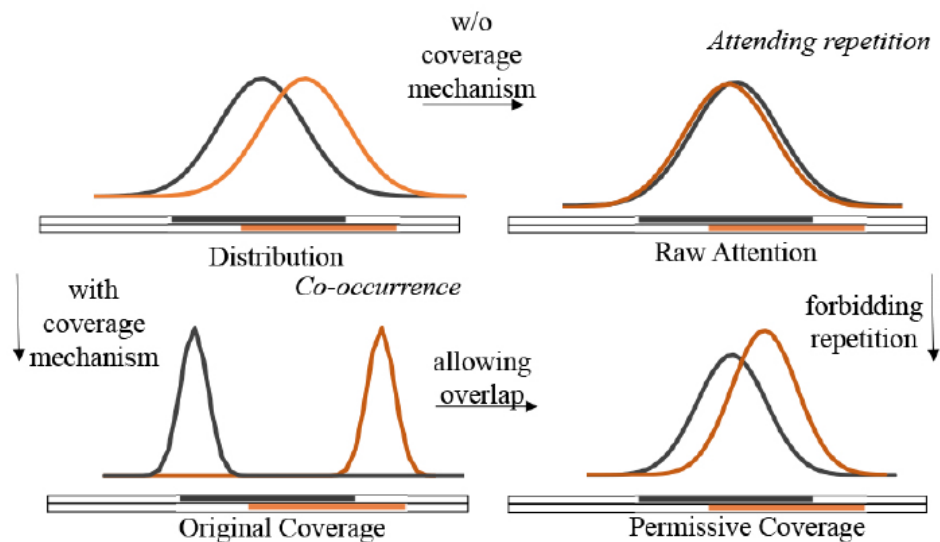 w/o
coverage
mechanism
Attending repetition
Distribution
Raw Attention
with
coverage
mechanism
Co-occurrence
allowing
overlap
forbidding
repetition
Original Coverage
Permissive Coverage